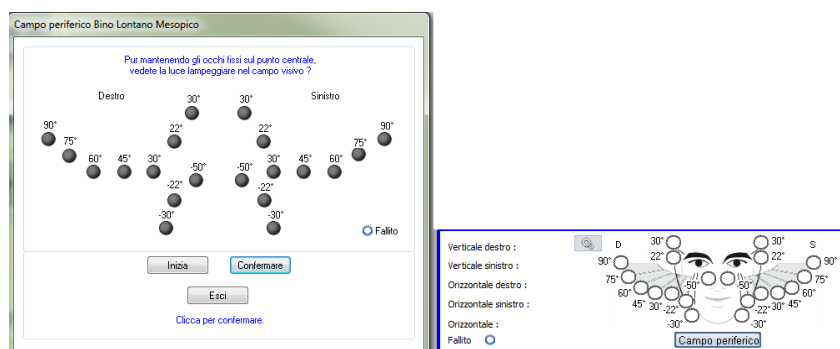 Campo periferico Bino Lontano Mesopico
Pur mantenendo gli occhi fissi sul punto centrale,
vedete la luce lampeggiare nel campo visivo ?
Destro Sinistro
30° 30°
90° 22° 22° 90°
75° 75°
60° 45° 30° -50° -50° 30° 45° 60°
-22° -22°
-30° -30°
Fallito
Inizia Confermare
Esci
Clicca per confermare.
Verticale destro :
Verticale sinistro :
Orizzontale destro :
Orizzontale sinistro :
Orizzontale :
Fallito
D 30° 30° S
90° 22° 22° 90°
75° -50° -50° 75°
60° 60°
45° 30° -22° -22° 30° 45°
-30° -30°
Campo periferico